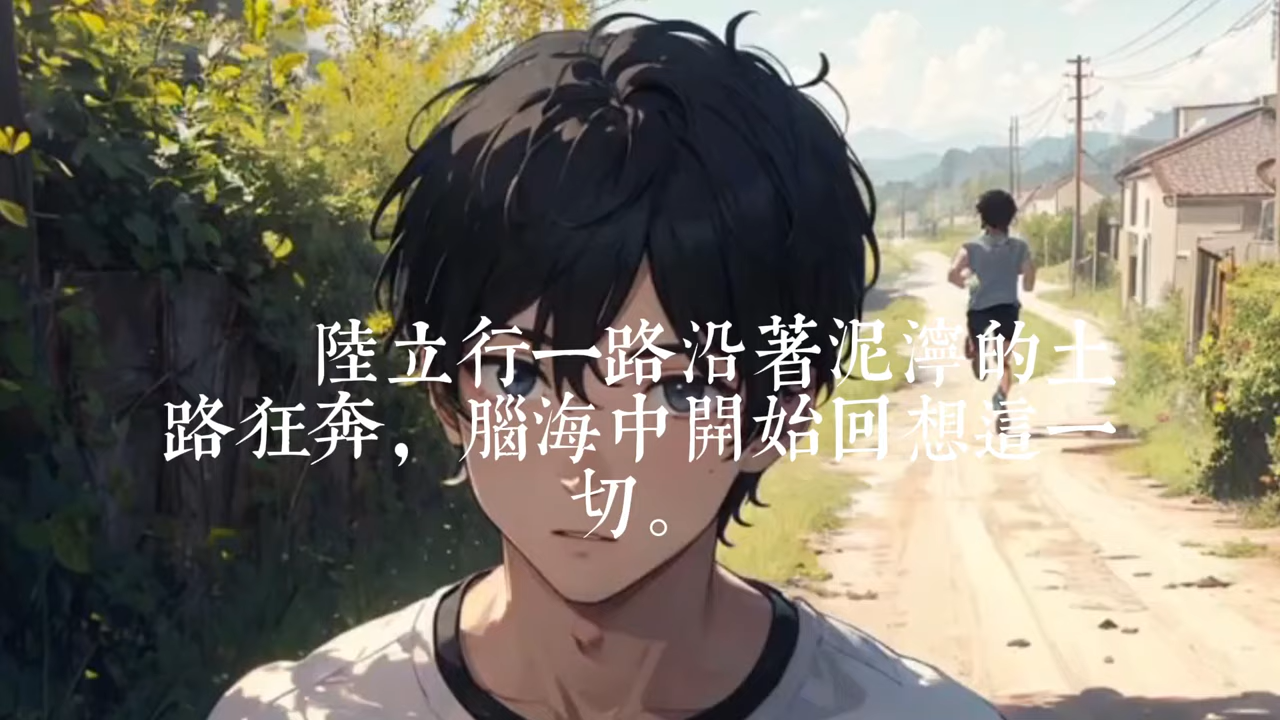 陸立行一路沿著泥濘的土
路狂奔，腦海中開始回想這一
切。